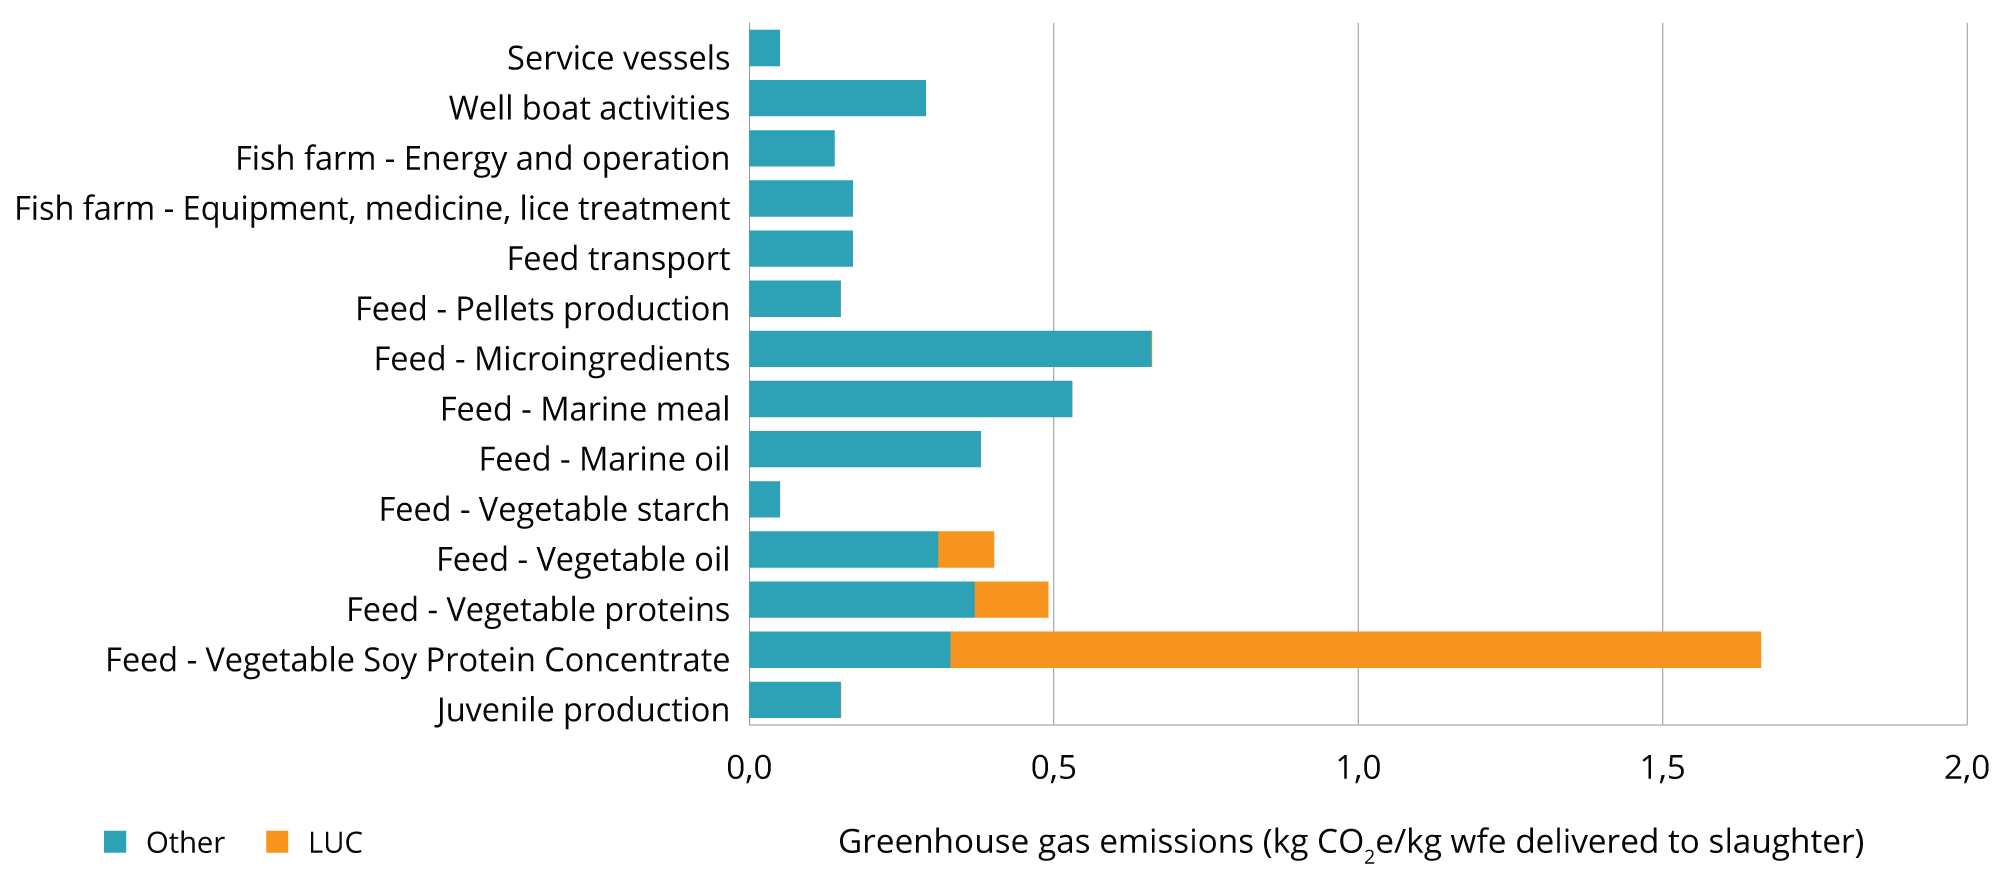 Service vessels
Well boat activities
Fish farm - Energy and operation
Fish farm - Equipment, medicine, lice treatment
Feed transport
Feed - Pellets production
Feed - Microingredients
Feed - Marine meal
Feed - Marine oil
Feed - Vegetable starch
Feed - Vegetable oil
Feed - Vegetable proteins
Feed - Vegetable Soy Protein Concentrate
Juvenile production
0,0 0,5 1,0 1,5 2,0
Other LUC
Greenhouse gas emissions (kg CO₂e/kg wfe delivered to slaughter)